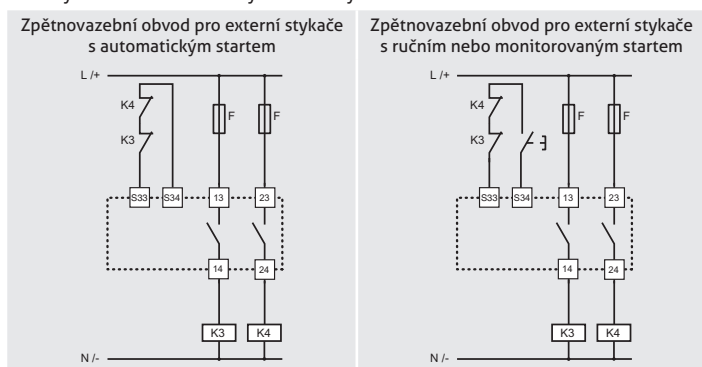 Zpětnovazební obvod pro externí stykače
s automatickým startem
L /+
K4
K3
F
F
S33
S34
13
23
14
24
K3
K4
N /-
Zpětnovazební obvod pro externí stykače
s ručním nebo monitorovaným startem
L /+
K4
K3
F
F
S33
S34
13
23
14
24
K3
K4
N /-